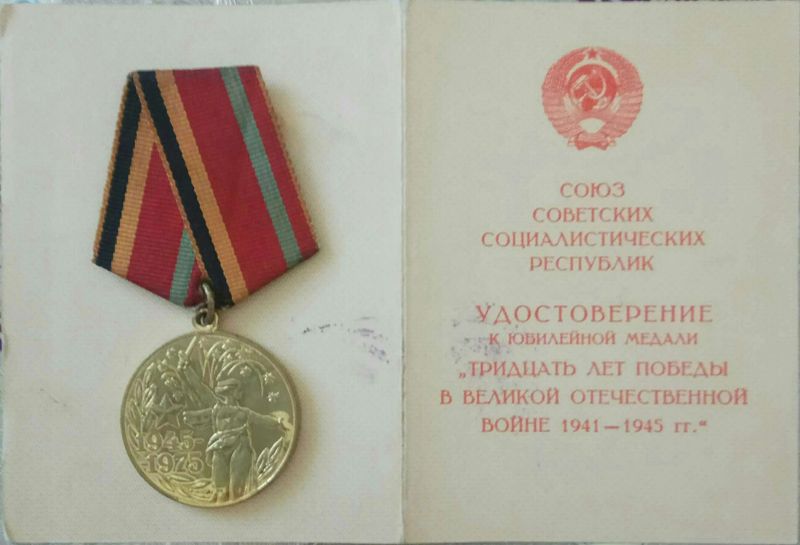 1945-
-1975
СОЮЗ
СОВЕТСКИХ
СОЦИАЛИСТИЧЕСКИХ
РЕСПУБЛИК
УДОСТОВЕРЕНИЕ
К ЮБИЛЕЙНОЙ МЕДАЛИ
„ТРИДЦАТЬ ЛЕТ ПОБЕДЫ
В ВЕЛИКОЙ ОТЕЧЕСТВЕННОЙ
ВОЙНЕ 1941—1945 гг.“